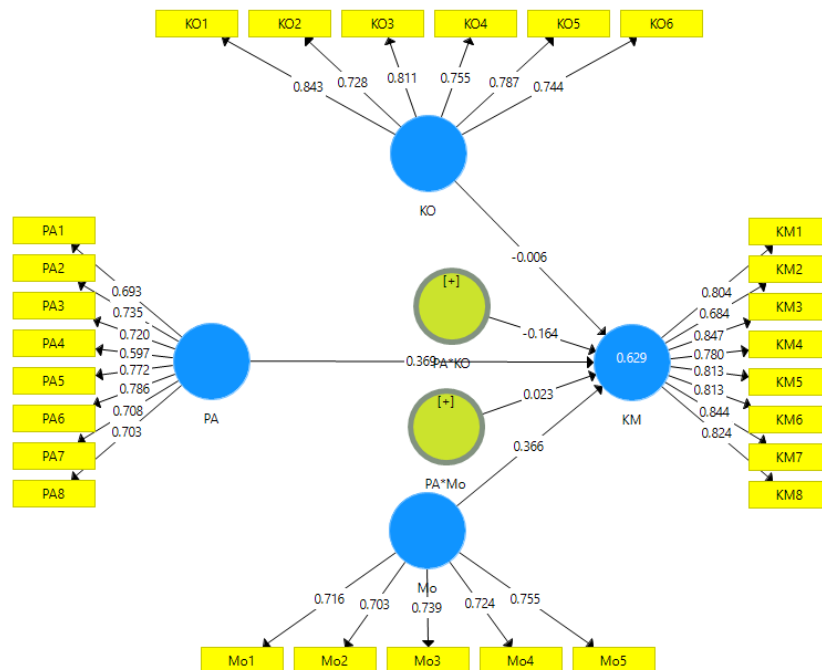 KO1 KO2 KO3 KO4 KO5 KO6
0.843 0.728 0.811 0.755 0.787 0.744
KO
-0.006
PA1
PA2
PA3
PA4
PA5
PA6
PA7
PA8
0.693
0.735
0.720
0.597
0.772
0.786
0.708
0.703
PA
[+]
-0.164
PA*KO
0.369
[+]
0.023
PA*Mo
0.366
0.629
KM
0.804
0.684
0.847
0.780
0.813
0.813
0.844
0.824
KM1
KM2
KM3
KM4
KM5
KM6
KM7
KM8
Mo
0.716 0.703 0.739 0.724 0.755
Mo1 Mo2 Mo3 Mo4 Mo5